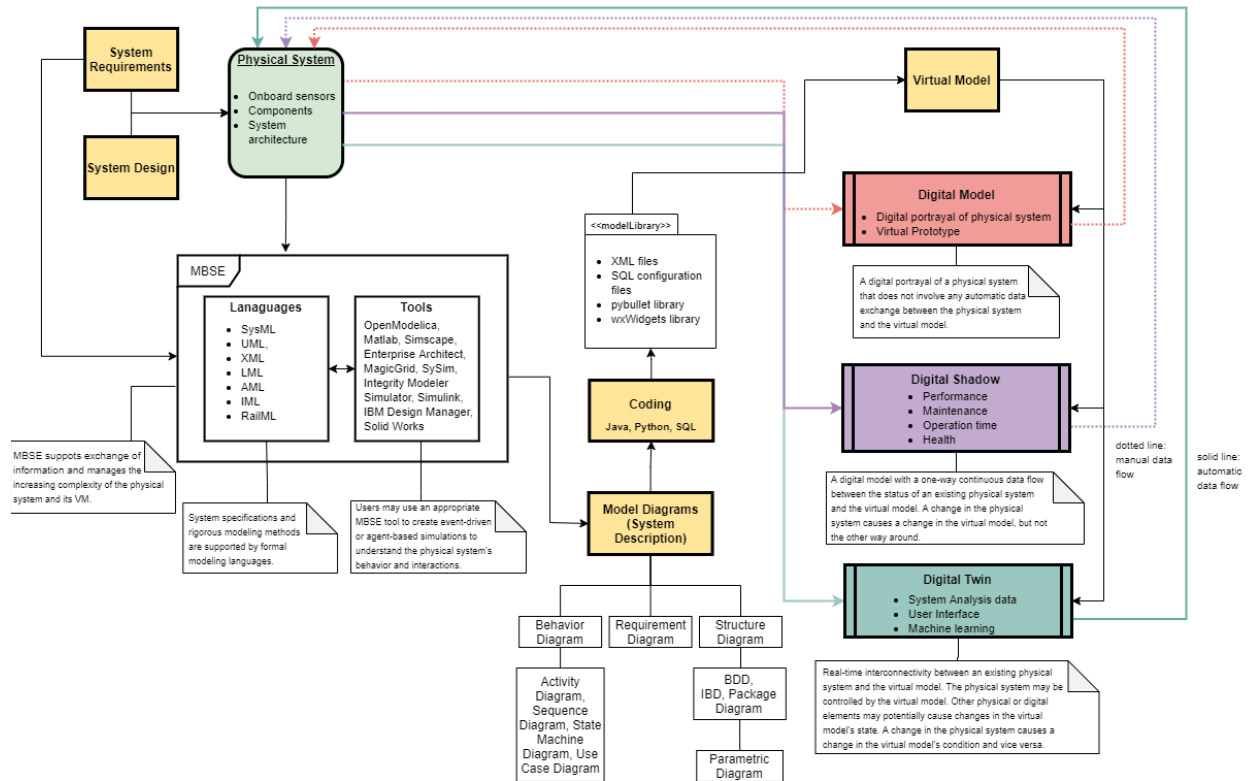 System
Requirements
System Design
Physical System
Onboard sensors
Components
System
architecture
Virtual Model
Digital Model
Digital portrayal of physical system
Virtual Prototype
A digital portrayal of a physical system
that does not involve any automatic data
exchange between the physical system
and the virtual model.
<<modelLibrary>>
XML files
SQL configuration
files
pybullet library
wxWidgets library
MBSE
Lanaguages
SysML
UML,
XML
LML
AML
IML
RailML
Tools
OpenModelica,
Matlab, Simscape,
Enterprise Architect,
MagicGrid, SySim,
Integrity Modeler
Simulator, Simulink,
IBM Design Manager,
Solid Works
Coding
Java, Python, SQL
Digital Shadow
Performance
Maintenance
Operation time
Health
dotted line:
manual data
flow
solid line:
automatic
data flow
MBSE suppots exchange of
information and manages the
increasing complexity of the physical
system and its VM.
System specifications and
rigorous modeling methods
are supported by formal
modeling languages.
Users may use an appropriate
MBSE tool to create event-driven
or agent-based simulations to
understand the physical system's
behavior and interactions.
Model Diagrams
(System
Description)
A digital model with a one-way continuous data flow
between the status of an existing physical system
and the virtual model. A change in the physical
system causes a change in the virtual model, but not
the other way around.
Digital Twin
System Analysis data
User Interface
Machine learning
Behavior
Diagram
Requirement
Diagram
Structure
Diagram
Activity
Diagram,
Sequence
Diagram, State
Machine
Diagram, Use
Case Diagram
BDD,
IBD, Package
Diagram
Parametric
Diagram
Real-time interconnectivity between an existing physical
system and the virtual model. The physical system may be
controlled by the virtual model. Other physical or digital
elements may potentially cause changes in the virtual
model's state. A change in the physical system causes a
change in the virtual model's condition and vice versa.